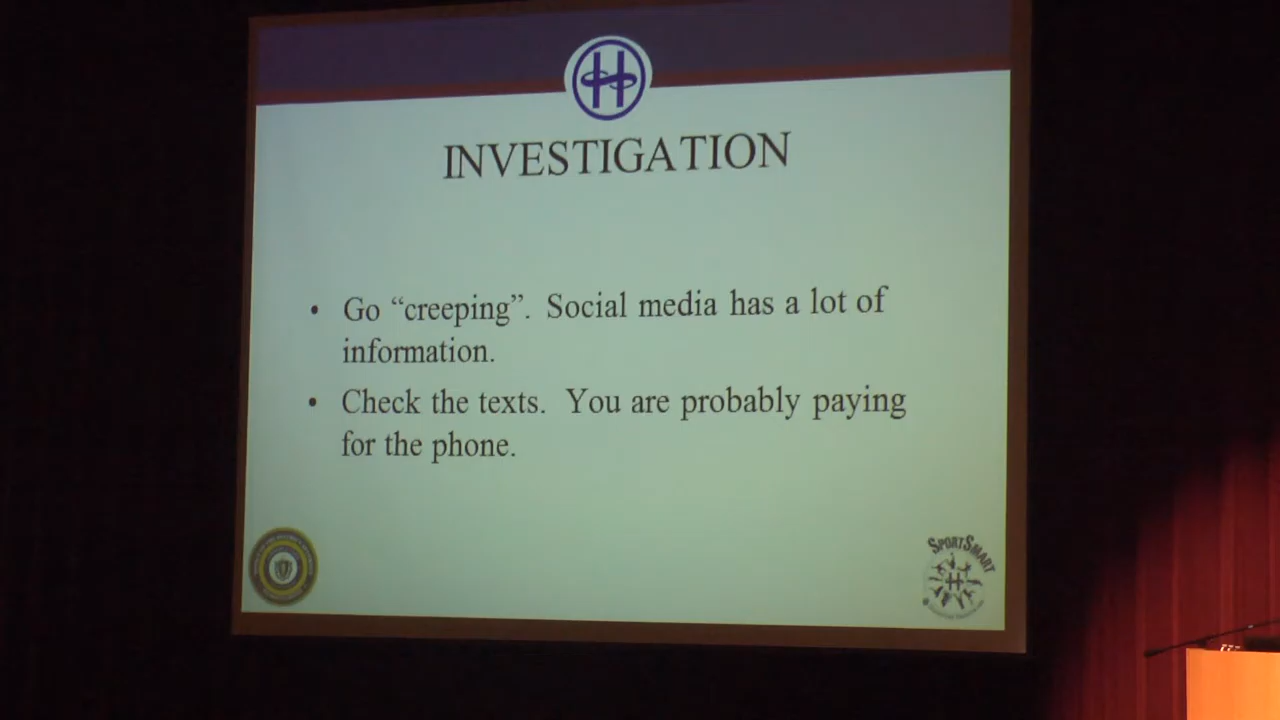 H
INVESTIGATION
• Go “creeping”. Social media has a lot of
information.
• Check the texts. You are probably paying
for the phone.
SPORTSMART
H